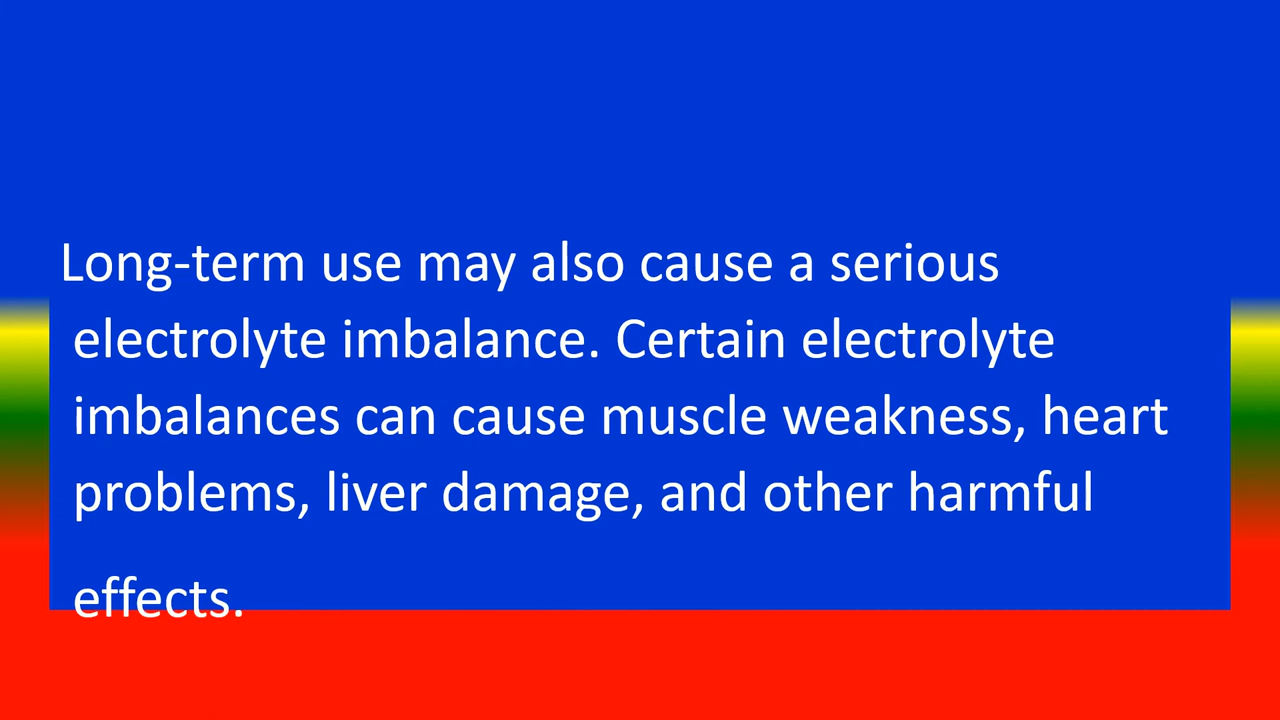 Long-term use may also cause a serious
electrolyte imbalance. Certain electrolyte
imbalances can cause muscle weakness, heart
problems, liver damage, and other harmful
effects.